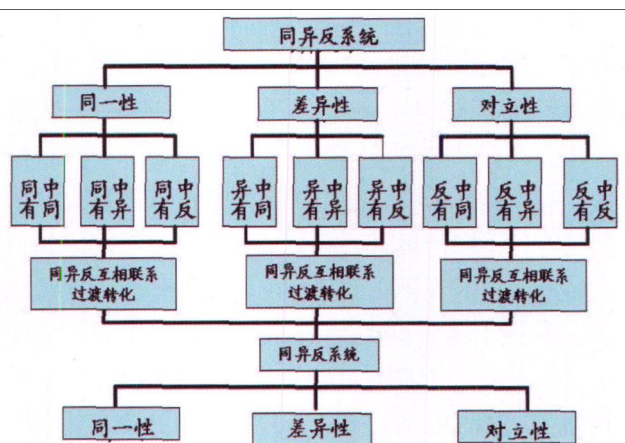 同异反系统
同一性
差异性
对立性
同中
有同
同中
有异
同中
有反
异中
有同
异中
有异
异中
有反
反中
有同
反中
有异
反中
有反
同异反互相联系
过渡转化
同异反互相联系
过渡转化
同异反互相联系
过渡转化
同异反系统
同一性
差异性
对立性